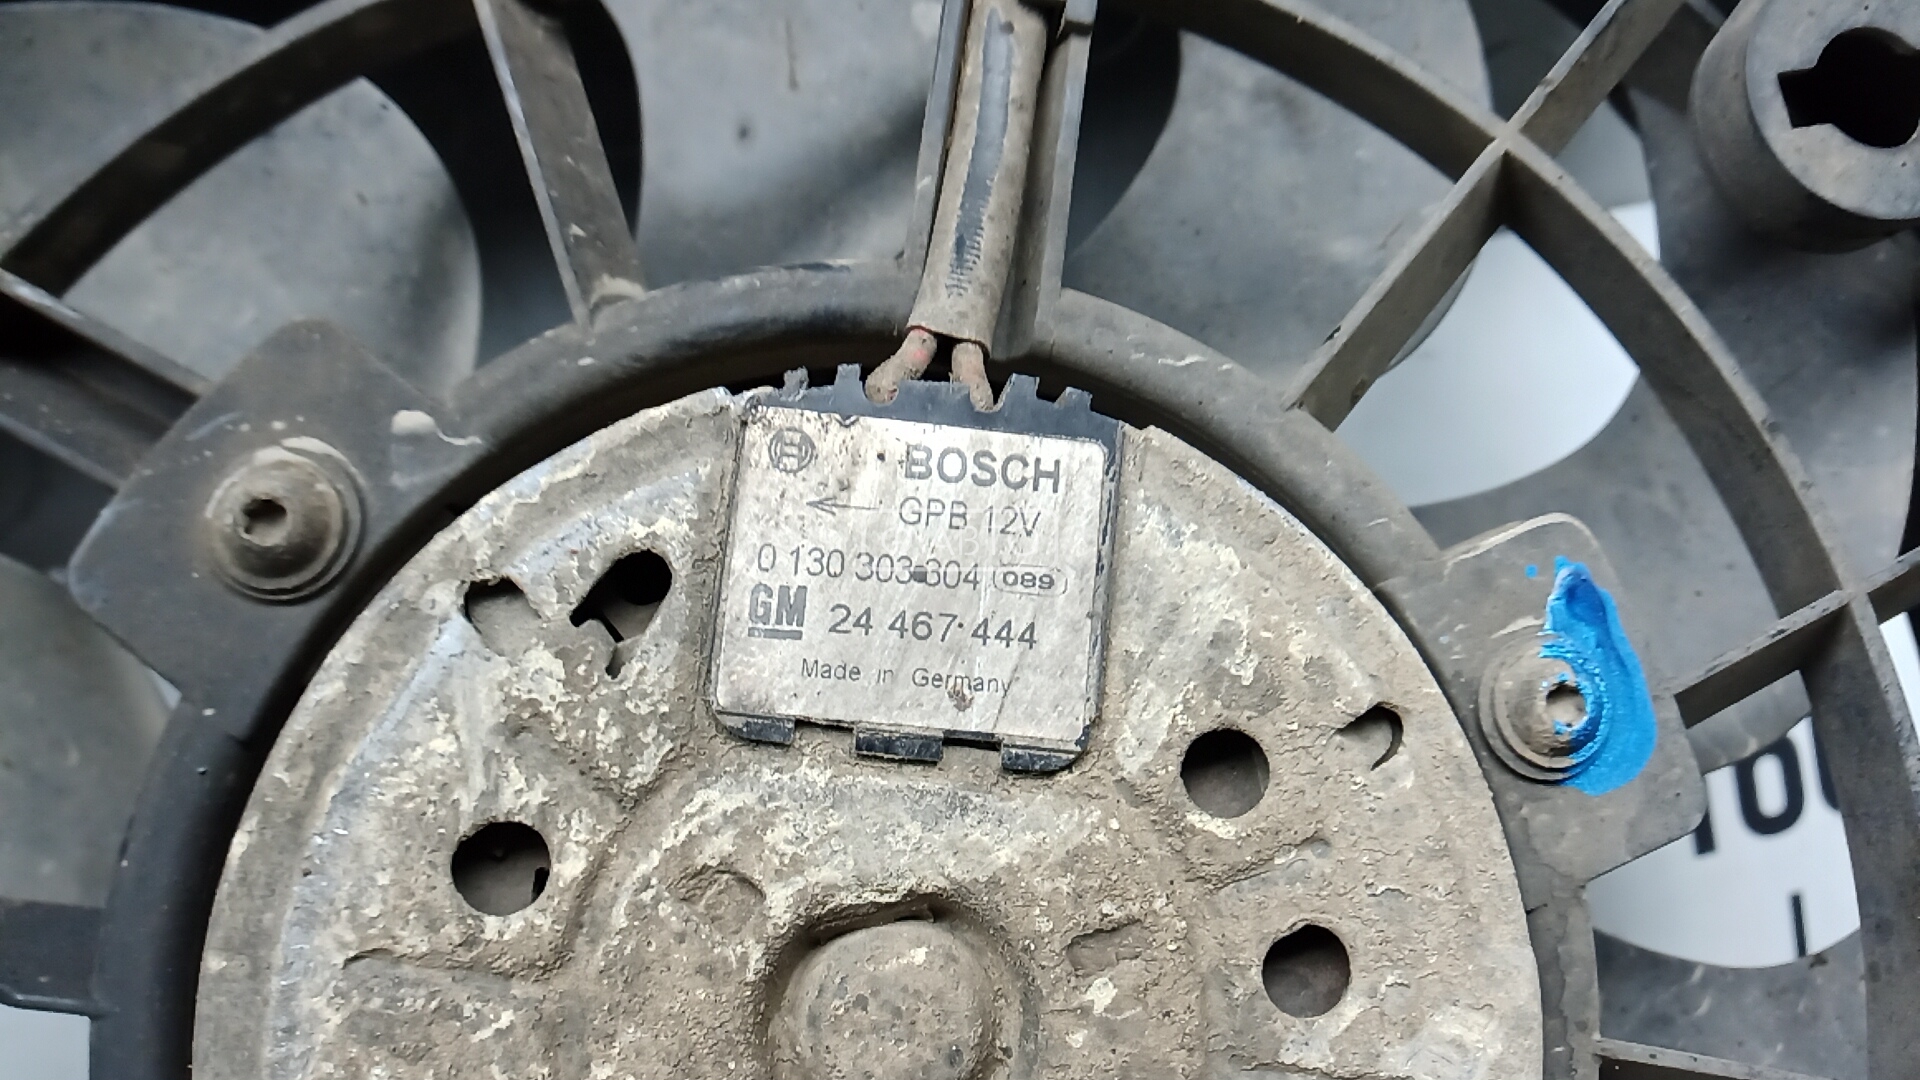 BOSCH
GPB 12V
0 130 303 304 089
GM 24 467 444
Made in Germany